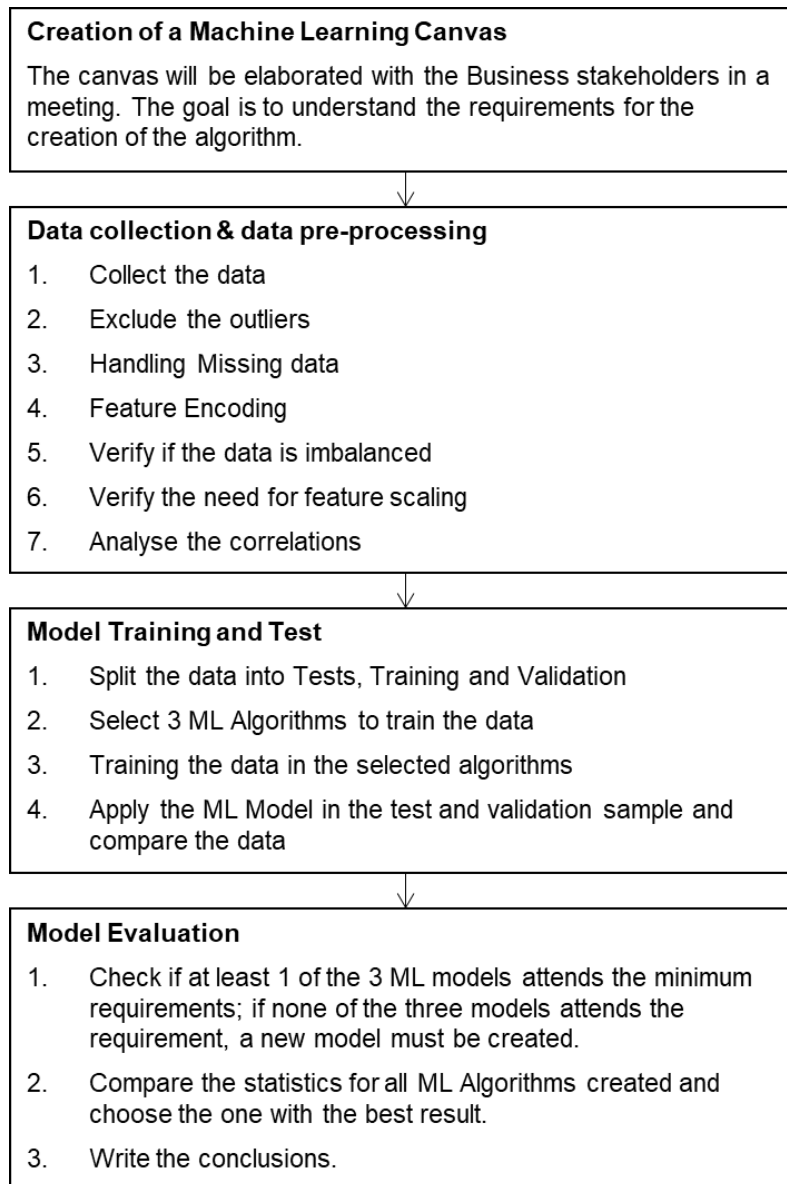 Creation of a Machine Learning Canvas
The canvas will be elaborated with the Business stakeholders in a
meeting. The goal is to understand the requirements for the
creation of the algorithm.
Data collection & data pre-processing
1. Collect the data
2. Exclude the outliers
3. Handling Missing data
4. Feature Encoding
5. Verify if the data is imbalanced
6. Verify the need for feature scaling
7. Analyse the correlations
Model Training and Test
1. Split the data into Tests, Training and Validation
2. Select 3 ML Algorithms to train the data
3. Training the data in the selected algorithms
4. Apply the ML Model in the test and validation sample and
compare the data
Model Evaluation
1. Check if at least 1 of the 3 ML models attends the minimum
requirements; if none of the three models attends the
requirement, a new model must be created.
2. Compare the statistics for all ML Algorithms created and
choose the one with the best result.
3. Write the conclusions.